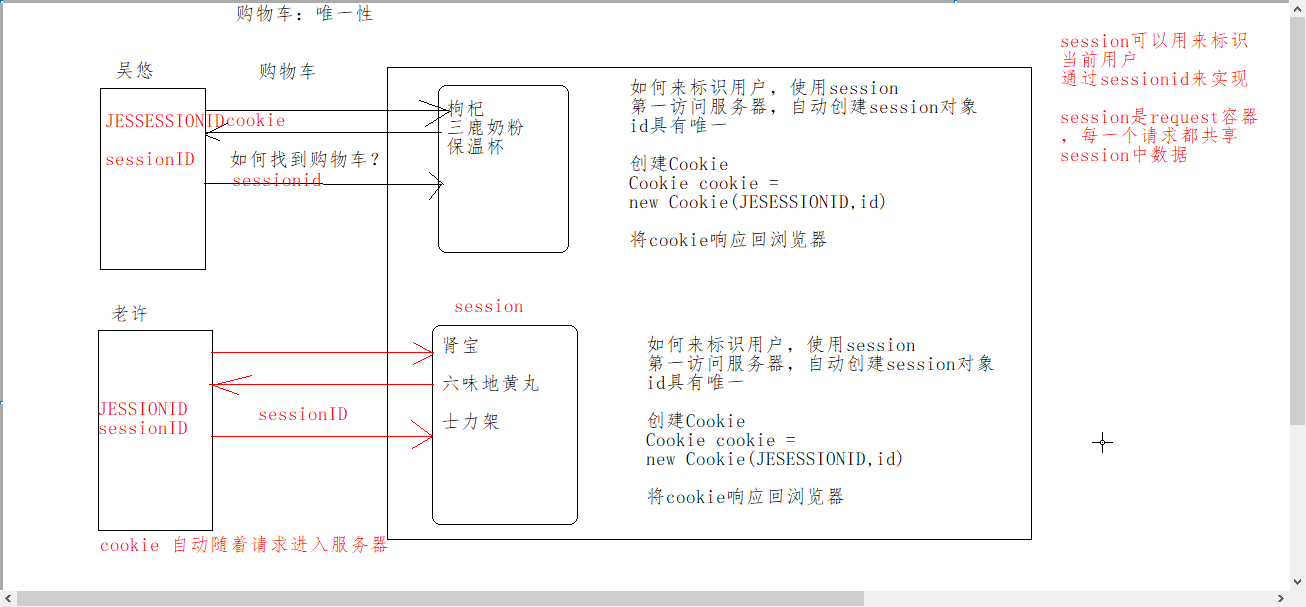 购物车：唯一性
吴悠
购物车
JESSESSIONIDcookie
sessionID
如何找到购物车？
sessionid
枸杞
三鹿奶粉
保温杯
如何来标识用户，使用session
第一访问服务器，自动创建session对象
id具有唯一
创建Cookie
Cookie cookie =
new Cookie(JESESSIONID,id)
将cookie响应回浏览器
session可以用来标识
当前用户
通过sessionid来实现
session是request容器
，每一个请求都共享
session中数据
老许
JESSIONID
sessionID
sessionID
session
肾宝
六味地黄丸
士力架
如何来标识用户，使用session
第一访问服务器，自动创建session对象
id具有唯一
创建Cookie
Cookie cookie =
new Cookie(JESESSIONID,id)
将cookie响应回浏览器
cookie 自动随着请求进入服务器